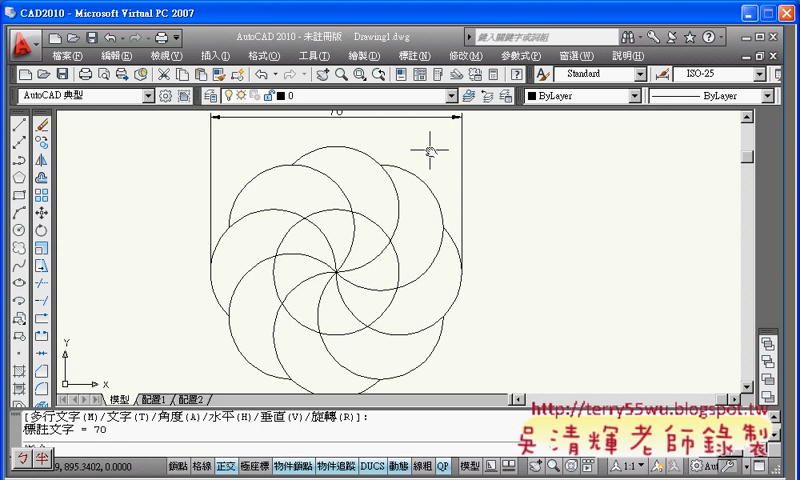 CAD2010 - Microsoft Virtual PC 2007
AutoCAD 2010 - 未註冊版 Drawing1.dwg 鍵入關鍵字或詞組
檔案(F) 編輯(E) 檢視(V) 插入(I) 格式(O) 工具(T) 繪製(D) 標註(N) 修改(M) 參數式(P) 視窗(W) 說明(H)
Standard ISO-25
AutoCAD 典型 0 ByLayer ByLayer
70
Y
X
模型 配置1 配置2
[多行文字(M)/文字(T)/角度(A)/水平(H)/垂直(V)/旋轉(R)]:
標註文字 = 70
http://terry55wu.blogspot.tw
吳清輝老師錄製
9, 895.3402, 0.0000 鎖點 格線 正交 極座標 物件鎖點 物件追蹤 DUCS 動態 線粗 QP 模型 1:1
ㄅ 半